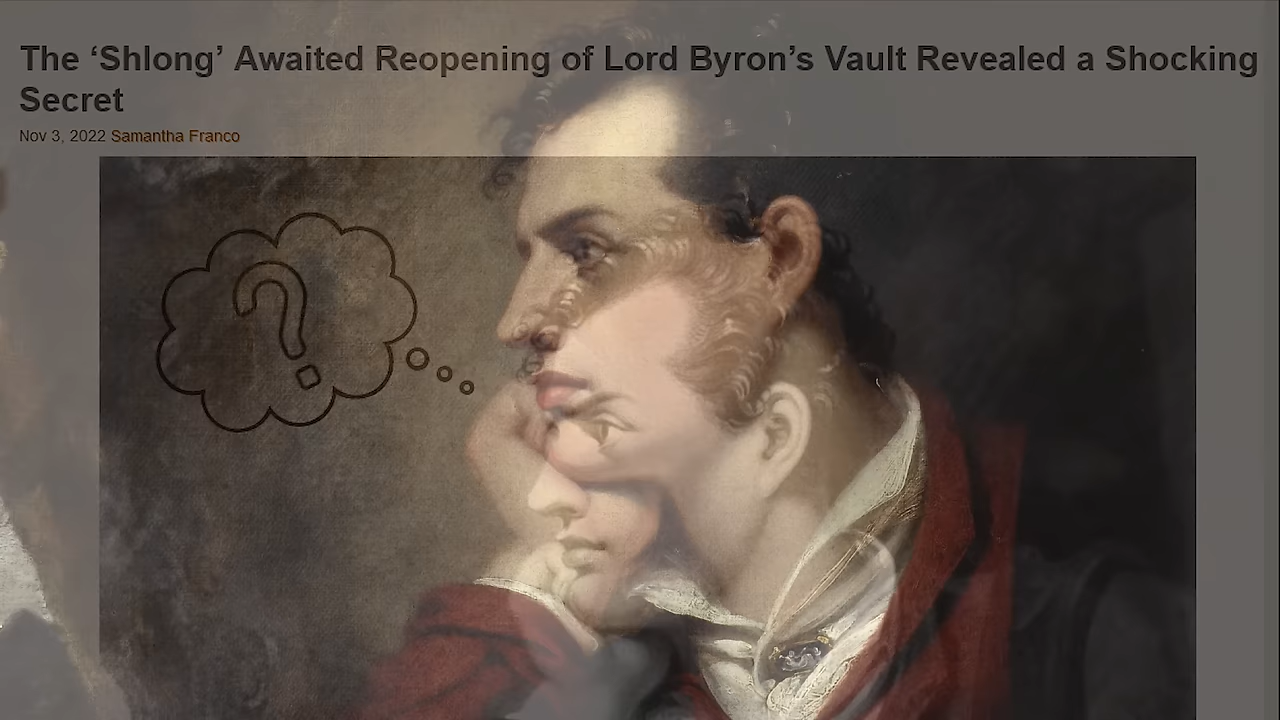 The ‘Shlong’ Awaited Reopening of Lord Byron’s Vault Revealed a Shocking
Secret
Nov 3, 2022 Samantha Franco
?